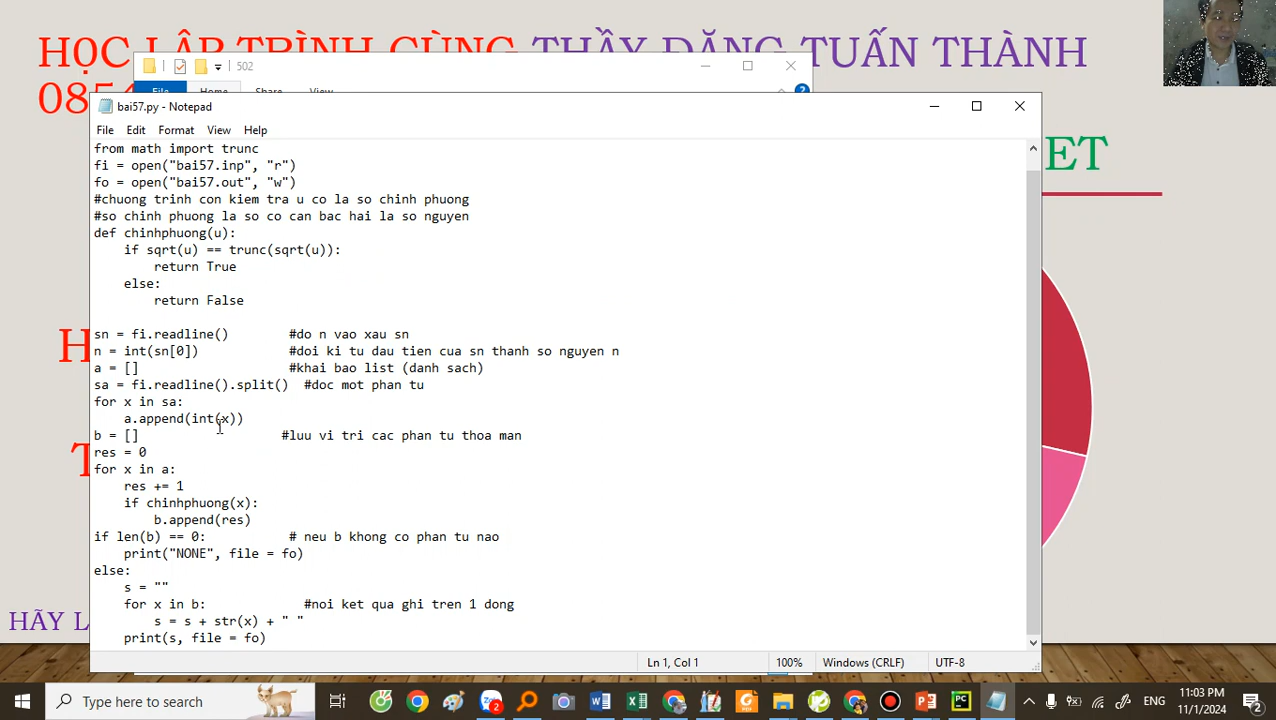 HỌC LẬP TRÌNH CÙNG THẦY ĐẶNG TUẤN THÀNH
085
502
File Home Share View
ET
bai57.py - Notepad
File Edit Format View Help
from math import trunc
fi = open("bai57.inp", "r")
fo = open("bai57.out", "w")
#chuong trinh con kiem tra u co la so chinh phuong
#so chinh phuong la so co can bac hai la so nguyen
def chinhphuong(u):
    if sqrt(u) == trunc(sqrt(u)):
        return True
    else:
        return False
sn = fi.readline()        #do n vao xau sn
n = int(sn[0])            #doi ki tu dau tien cua sn thanh so nguyen n
a = []                    #khai bao list (danh sach)
sa = fi.readline().split()  #doc mot phan tu
for x in sa:
    a.append(int(x))
b = []                   #luu vi tri cac phan tu thoa man
res = 0
for x in a:
    res += 1
    if chinhphuong(x):
        b.append(res)
if len(b) == 0:           # neu b khong co phan tu nao
    print("NONE", file = fo)
else:
    s = ""
    for x in b:             #noi ket qua ghi tren 1 dong
        s = s + str(x) + " "
    print(s, file = fo)
H
T
HÃY L
Ln 1, Col 1 100% Windows (CRLF) UTF-8
Type here to search
2
ENG
11:03 PM
11/1/2024
2